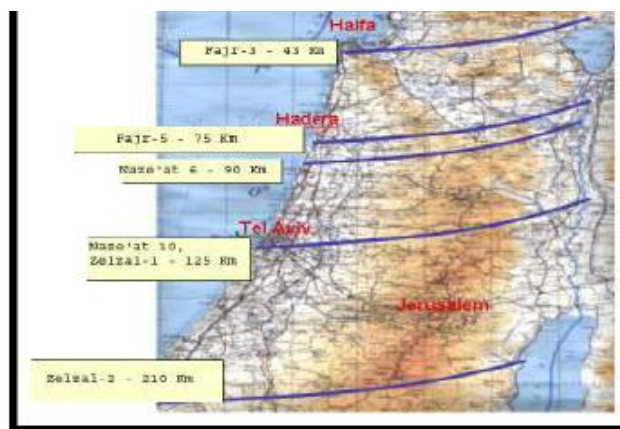 Haifa
Fajr-3 - 43 Km
Hadera
Fajr-5 - 75 Km
Naze'at 6 - 90 Km
Tel Aviv
Naze'at 10,
Zelzal-1 - 125 Km
Jerusalem
Zelzal-2 - 210 Km